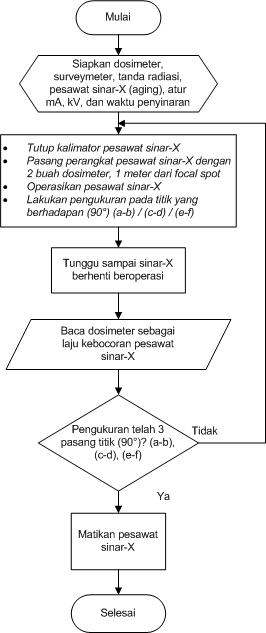 Mulai
Siapkan dosimeter,
surveymeter, tanda radiasi,
pesawat sinar-X (aging), atur
mA, kV, dan waktu penyinaran
• Tutup kalimator pesawat sinar-X
• Pasang perangkat pesawat sinar-X dengan
2 buah dosimeter, 1 meter dari focal spot
• Operasikan pesawat sinar-X
• Lakukan pengukuran pada titik yang
berhadapan (90°) (a-b) / (c-d) / (e-f)
Tunggu sampai sinar-X
berhenti beroperasi
Baca dosimeter sebagai
laju kebocoran pesawat
sinar-X
Pengukuran telah 3
pasang titik (90°)? (a-b),
(c-d), (e-f)
Tidak
Ya
Matikan pesawat
sinar-X
Selesai